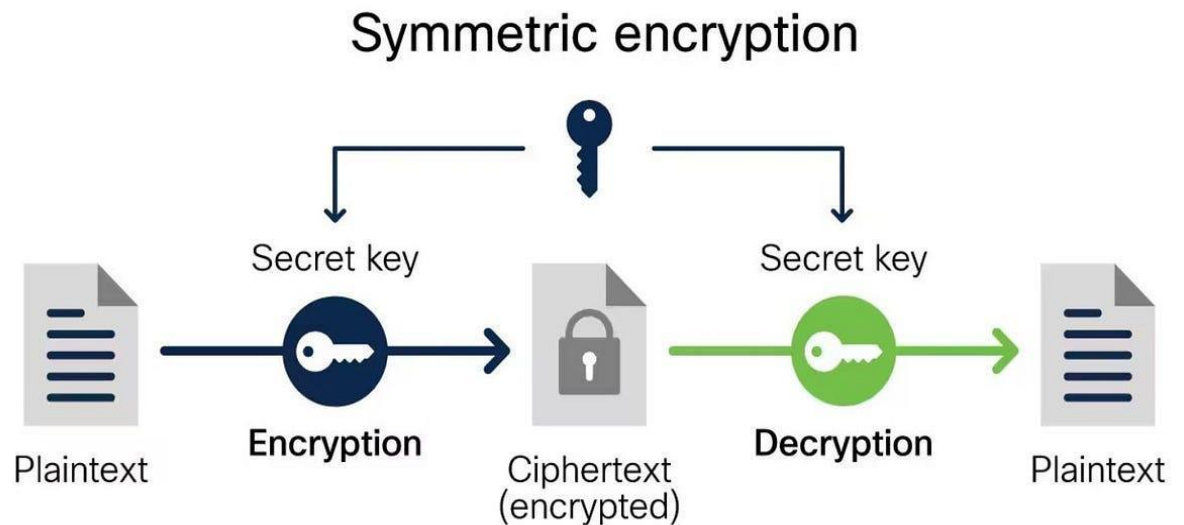 Symmetric encryption
Secret key
Secret key
Encryption
Decryption
Plaintext
Ciphertext
(encrypted)
Plaintext